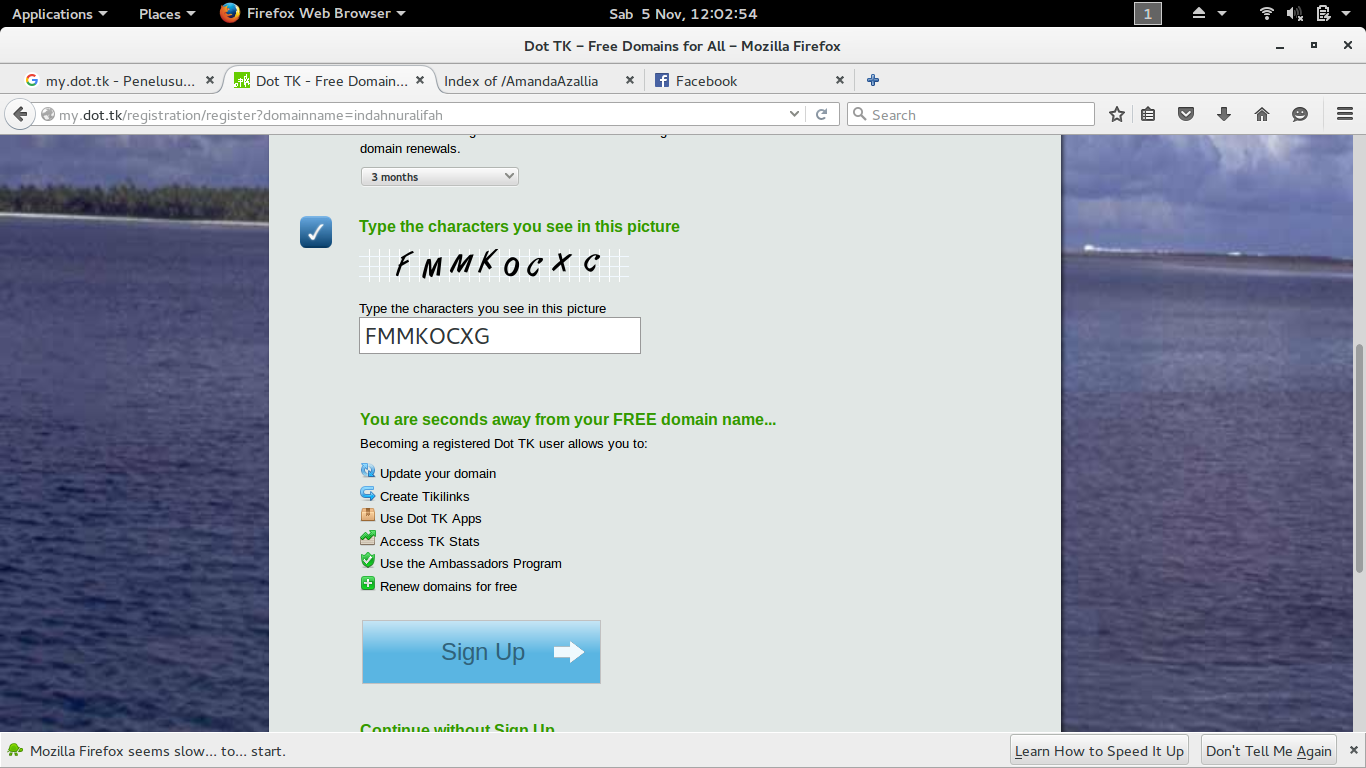 Applications Places Firefox Web Browser Sab 5 Nov, 12:02:54 1
Dot TK – Free Domains for All – Mozilla Firefox
my.dot.tk - Penelusu... Dot TK - Free Domain... Index of /AmandaAzallia Facebook
my.dot.tk/registration/register?domainname=indahnuralifah Search
domain renewals.
3 months
Type the characters you see in this picture
FMMKOCXC
Type the characters you see in this picture
FMMKOCXG
You are seconds away from your FREE domain name...
Becoming a registered Dot TK user allows you to:
Update your domain
Create Tikilinks
Use Dot TK Apps
Access TK Stats
Use the Ambassadors Program
Renew domains for free
Sign Up
Continue without Sign Up
Mozilla Firefox seems slow... to... start. Learn How to Speed It Up Don't Tell Me Again